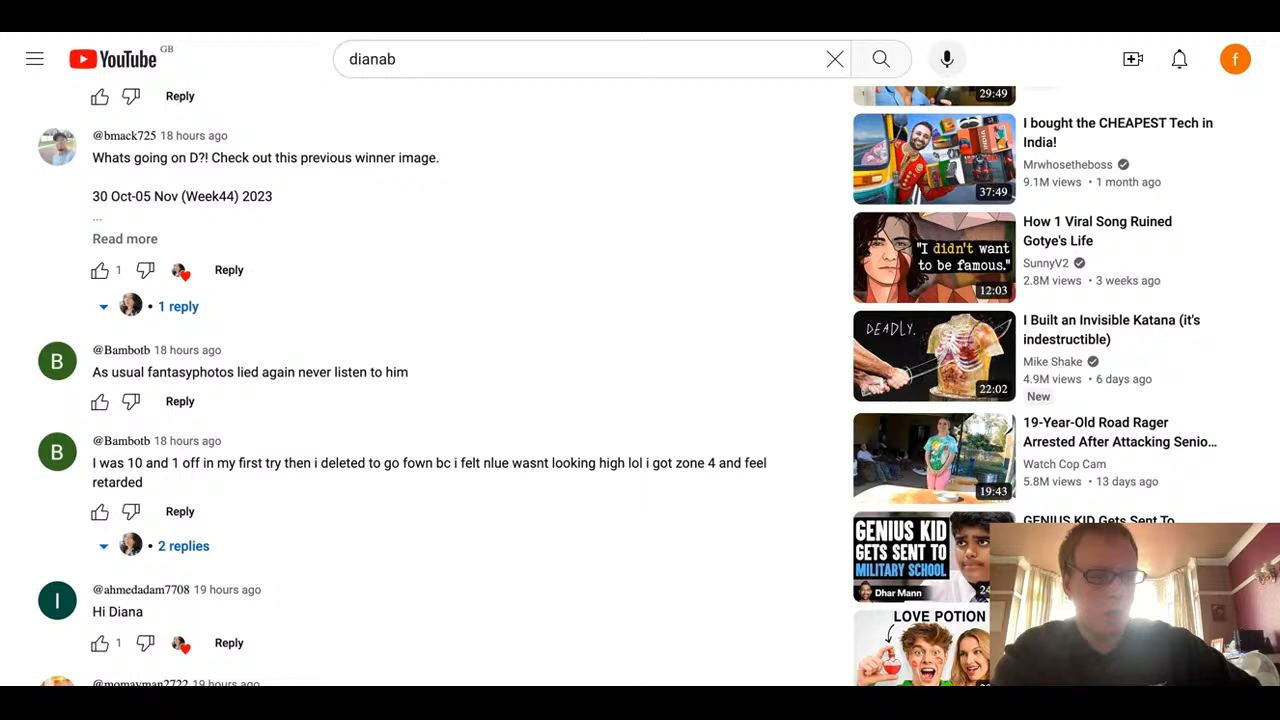 YouTube GB
dianab
f
Reply
@bmack725 18 hours ago
Whats going on D?! Check out this previous winner image.
30 Oct-05 Nov (Week44) 2023
...
Read more
1 Reply
• 1 reply
B
@Bambotb 18 hours ago
As usual fantasyphotos lied again never listen to him
Reply
B
@Bambotb 18 hours ago
I was 10 and 1 off in my first try then i deleted to go fown bc i felt nlue wasnt looking high lol i got zone 4 and feel
retarded
Reply
• 2 replies
I
@ahmedadam7708 19 hours ago
Hi Diana
1 Reply
@momayman2722 19 hours ago
29:49
37:49
I bought the CHEAPEST Tech in
India!
Mrwhosetheboss
9.1M views • 1 month ago
"I didn't want
to be famous."
12:03
How 1 Viral Song Ruined
Gotye's Life
SunnyV2
2.8M views • 3 weeks ago
DEADLY.
22:02
I Built an Invisible Katana (it's
indestructible)
Mike Shake
4.9M views • 6 days ago
New
19:43
19-Year-Old Road Rager
Arrested After Attacking Senio...
Watch Cop Cam
5.8M views • 13 days ago
GENIUS KID
GETS SENT TO
MILITARY SCHOOL
Dhar Mann
GENIUS KID Gets Sent To
LOVE POTION